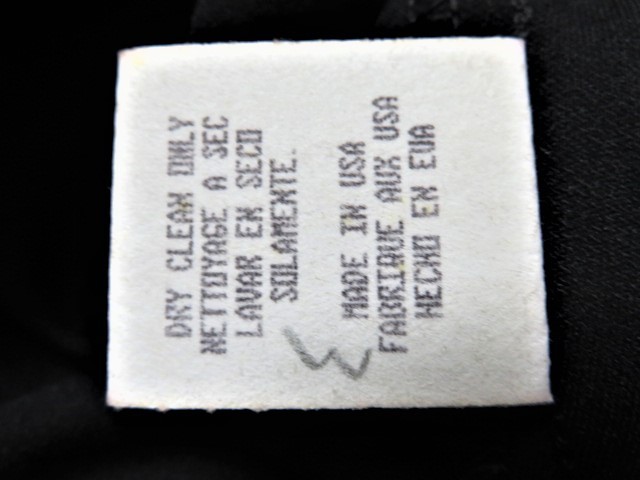 DRY CLEAN ONLY
NETTOYAGE A SEC
LAVAR EN SECO
SOLAMENTE.
MADE IN USA
FABRIQUE AUX USA
HECHO EN EUA